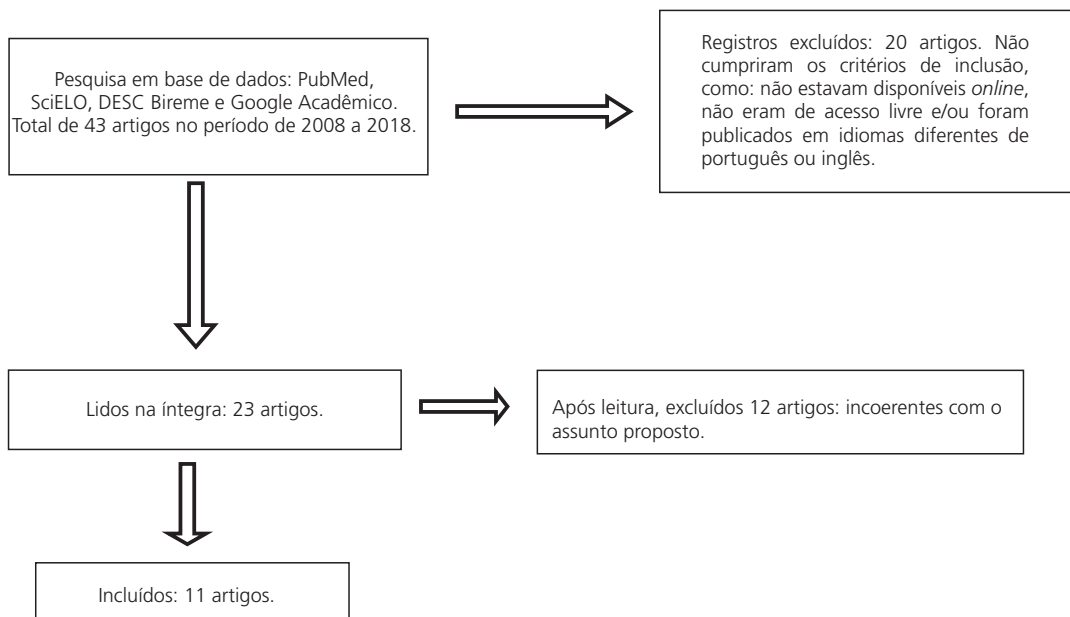 Pesquisa em base de dados: PubMed,
SciELO, DESC Bireme e Google Acadêmico.
Total de 43 artigos no período de 2008 a 2018.
Registros excluídos: 20 artigos. Não
cumpriram os critérios de inclusão,
como: não estavam disponíveis online,
não eram de acesso livre e/ou foram
publicados em idiomas diferentes de
português ou inglês.
Lidos na íntegra: 23 artigos.
Após leitura, excluídos 12 artigos: incoerentes com o
assunto proposto.
Incluídos: 11 artigos.